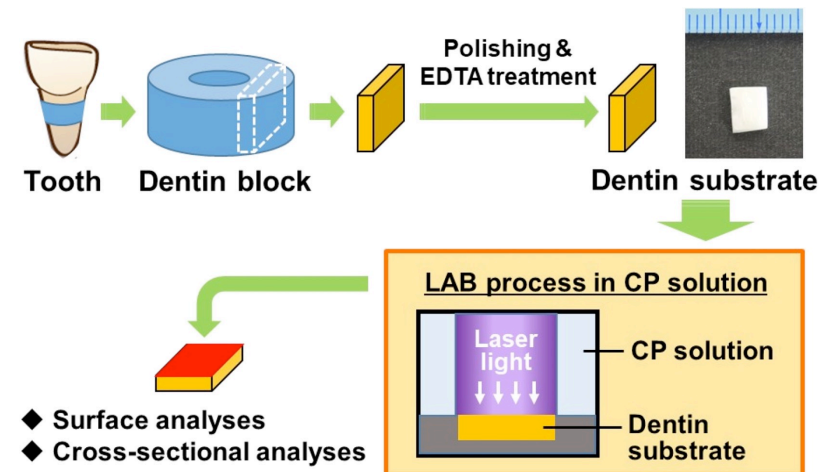 Polishing &
EDTA treatment
Tooth
Dentin block
Dentin substrate
LAB process in CP solution
Laser
light
CP solution
Dentin
substrate
◆ Surface analyses
◆ Cross-sectional analyses